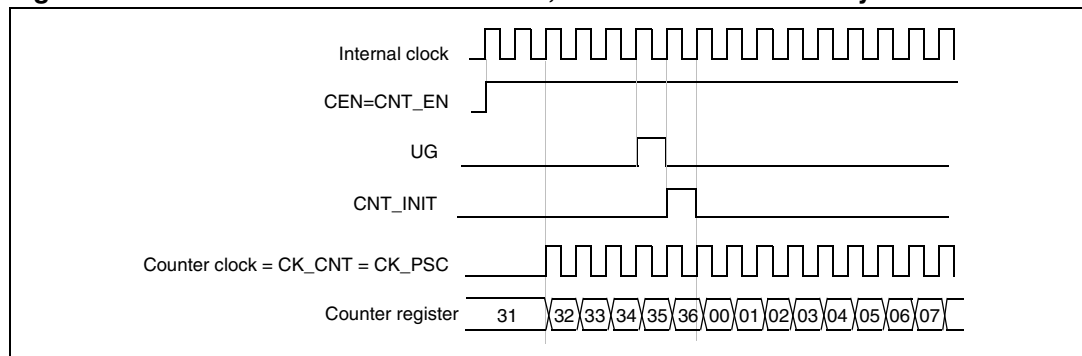 Internal clock
CEN=CNT_EN
UG
CNT_INIT
Counter clock = CK_CNT = CK_PSC
Counter register 31 32 33 34 35 36 00 01 02 03 04 05 06 07